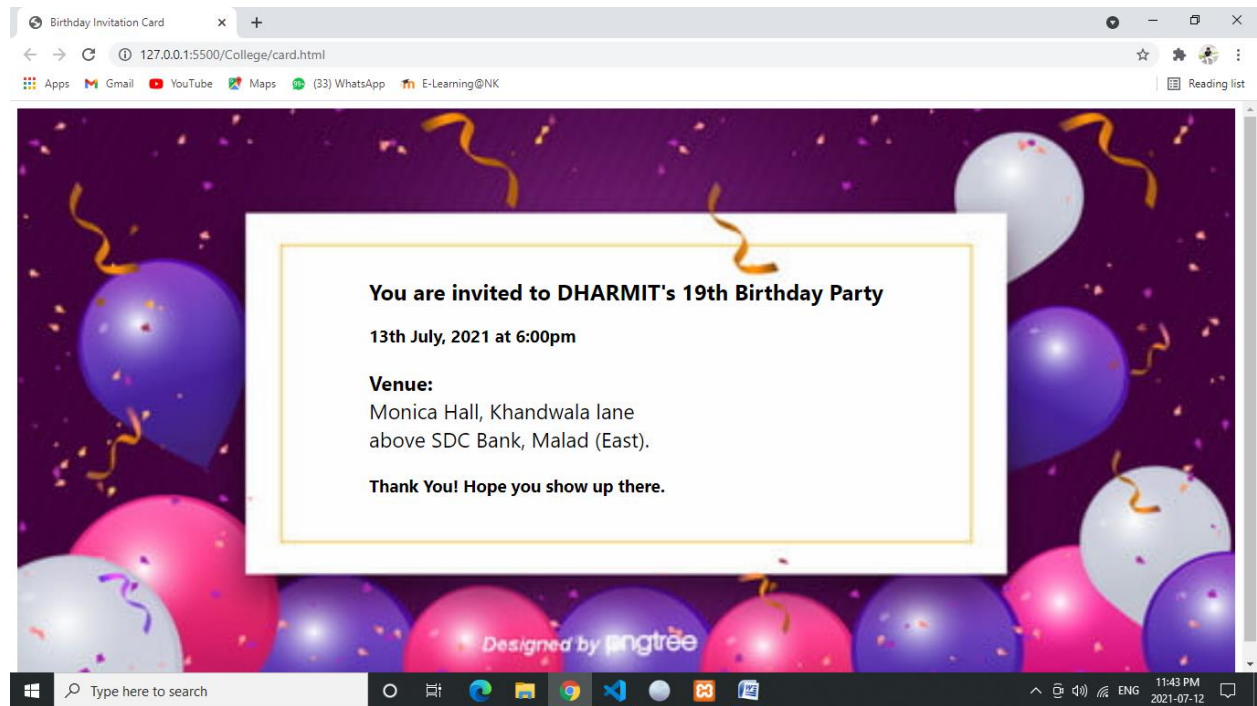 Birthday Invitation Card
127.0.0.1:5500/College/card.html
Apps Gmail YouTube Maps (33) WhatsApp E-Learning@NK Reading list
You are invited to DHARMIT's 19th Birthday Party
13th July, 2021 at 6:00pm
Venue:
Monica Hall, Khandwala lane
above SDC Bank, Malad (East).
Thank You! Hope you show up there.
Designed by pngtree
Type here to search
ENG
11:43 PM
2021-07-12